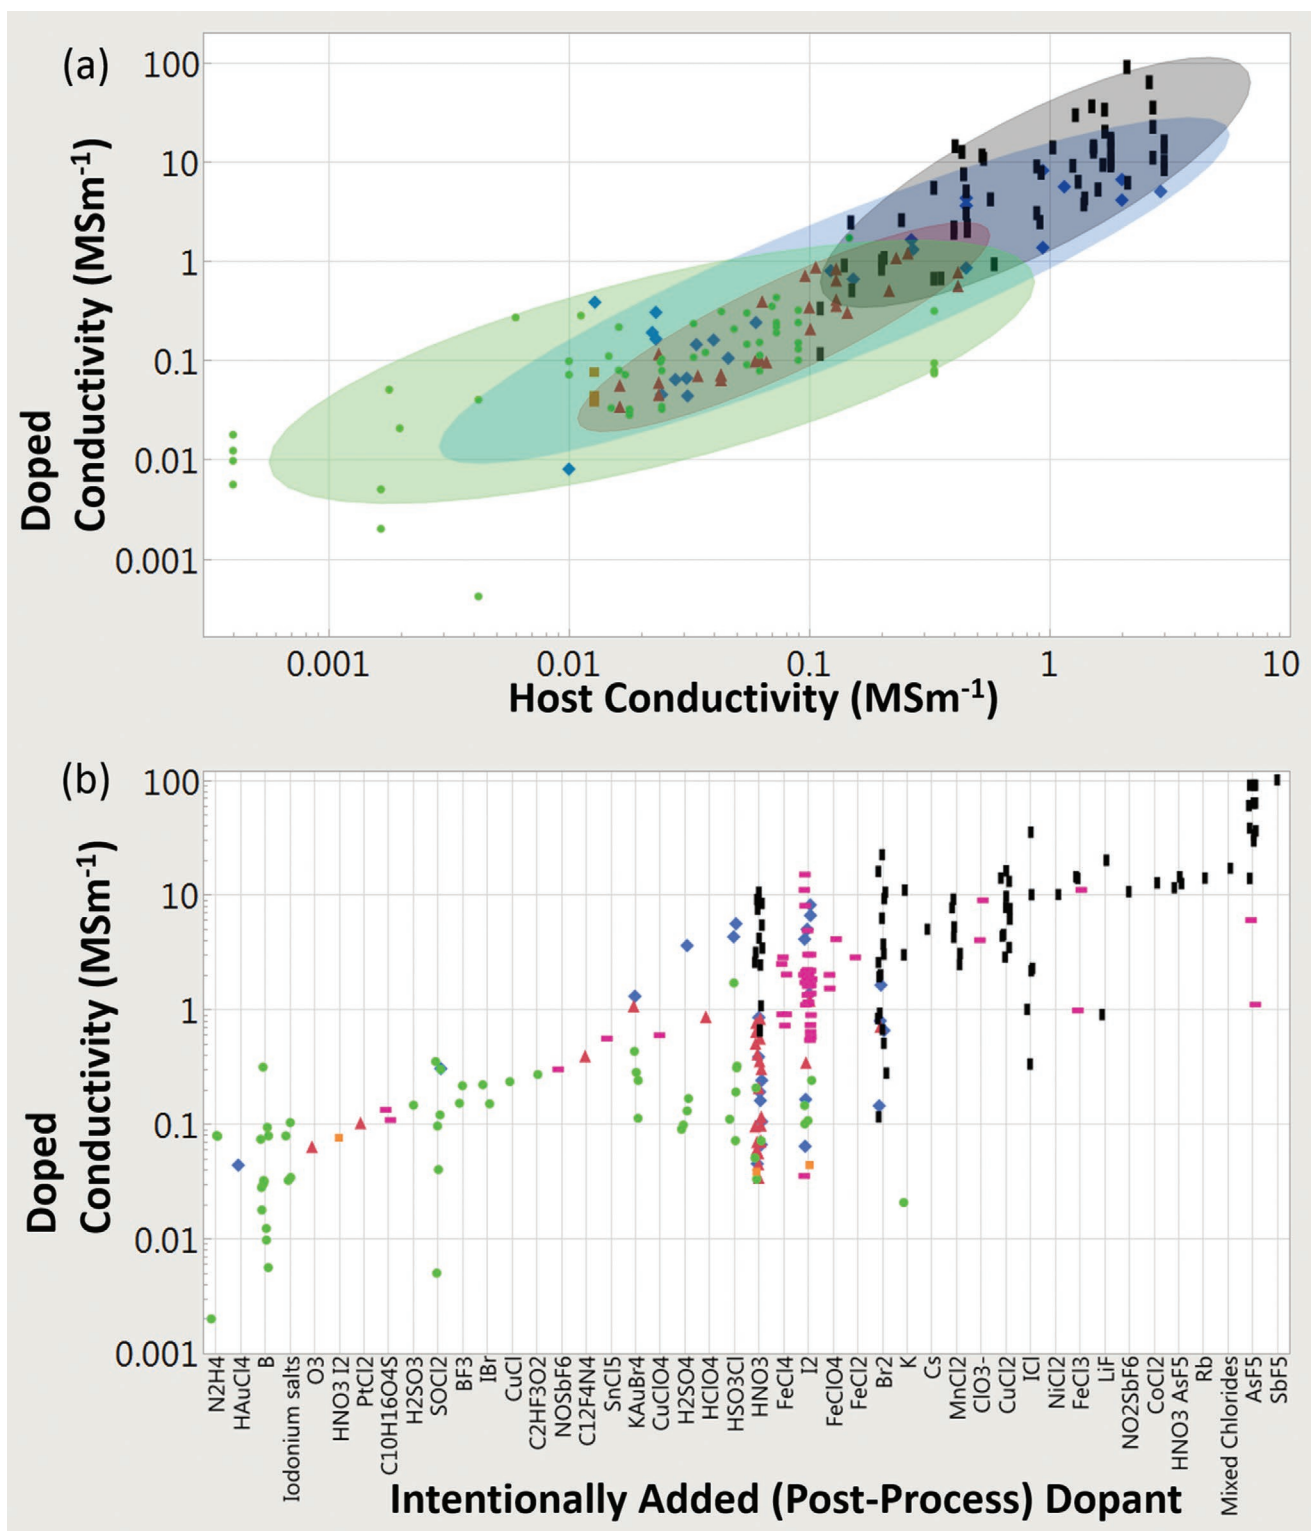 (a)
100
10
1
0.1
0.01
0.001
Doped
Conductivity (MSm-1)
0.001 0.01 0.1 1 10
Host Conductivity (MSm-1)
(b)
100
10
1
0.1
0.01
0.001
Doped
Conductivity (MSm-1)
N2H4
HAuCl4
B
Iodonium salts
O3
HNO3 I2
PtCl2
C10H16O4S
H2SO3
SOCl2
BF3
IBr
CuCl
C2HF3O2
NOSbF6
C12F4N4
SnCl5
KAuBr4
CuClO4
H2SO4
HClO4
HSO3Cl
HNO3
FeCl4
I2
FeClO4
FeCl2
Br2
K
Cs
MnCl2
ClO3-
CuCl2
ICl
NiCl2
FeCl3
LiF
NO2SbF6
CoCl2
HNO3 AsF5
Rb
Mixed Chlorides
AsF5
SbF5
Intentionally Added (Post-Process) Dopant